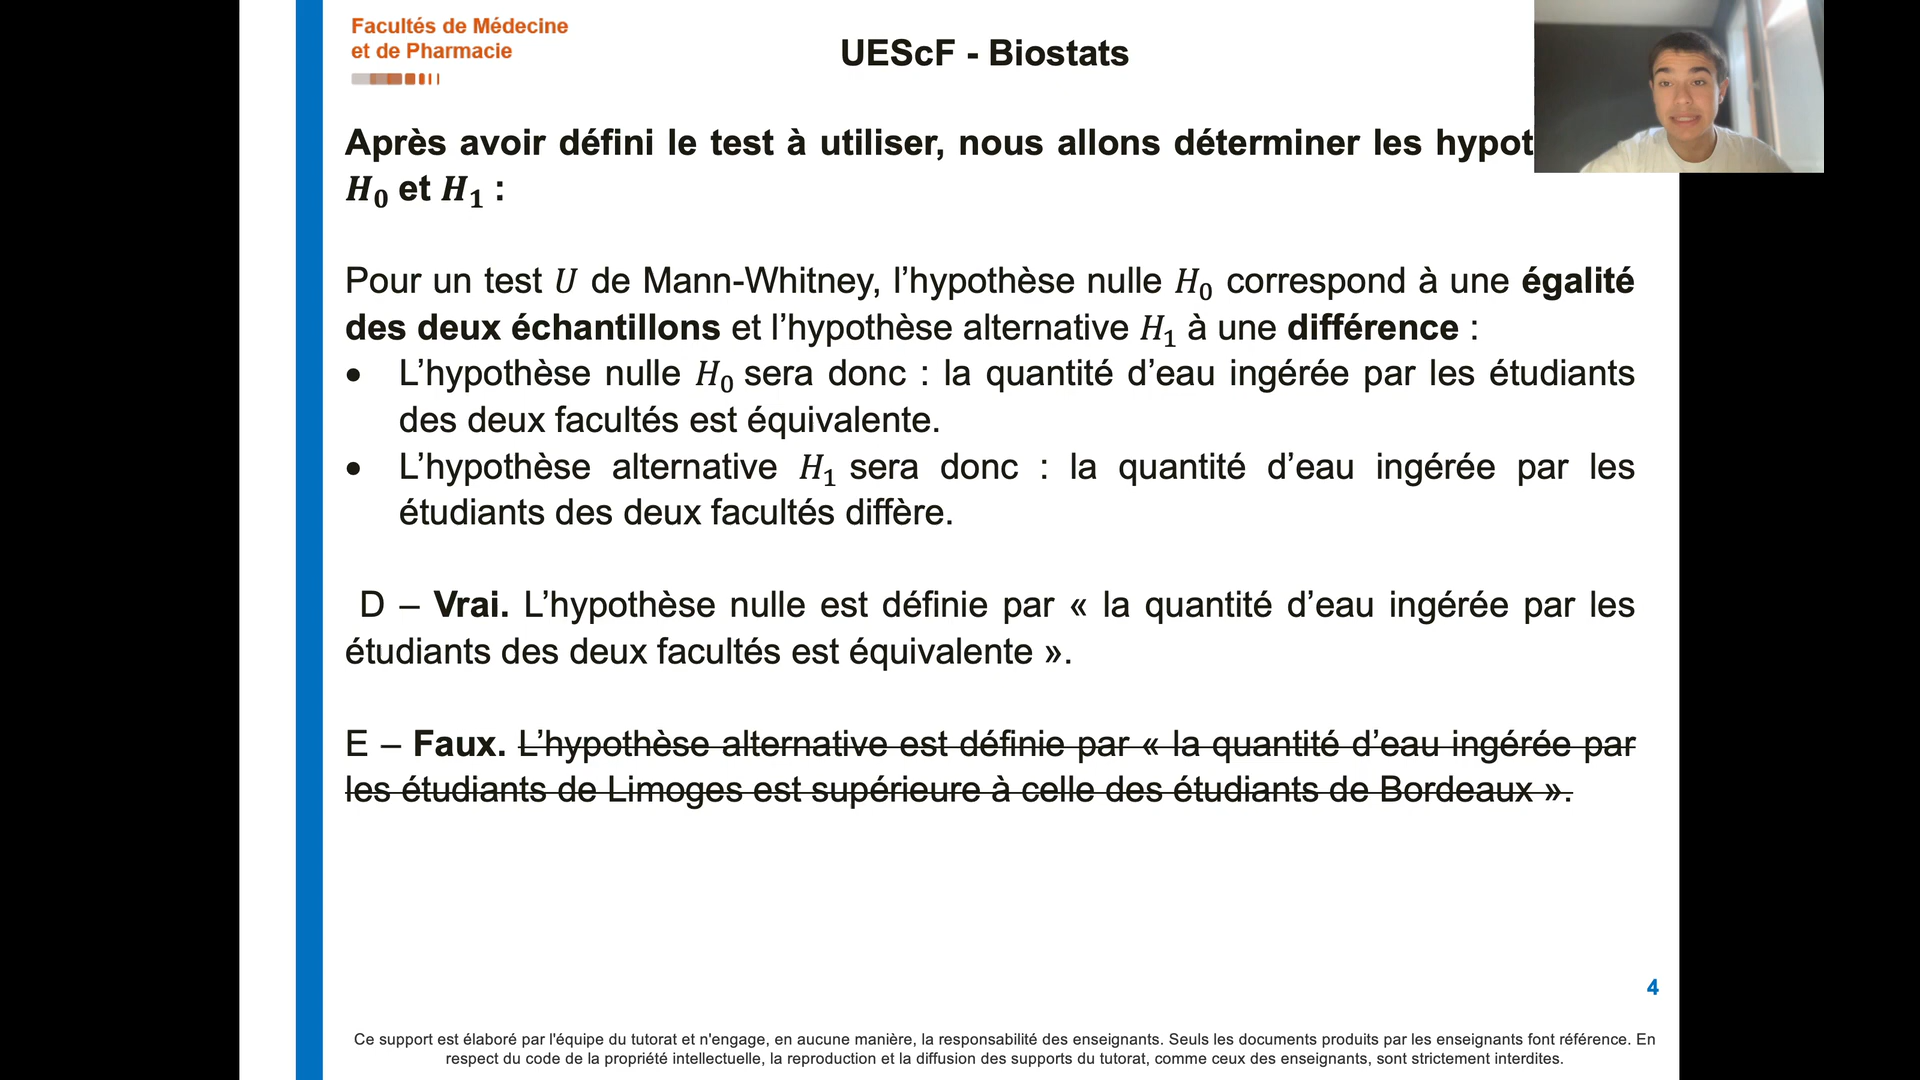 Facultés de Médecine
et de Pharmacie
UEScF - Biostats
Après avoir défini le test à utiliser, nous allons déterminer les hypot
H₀ et H₁ :
Pour un test U de Mann-Whitney, l’hypothèse nulle H₀ correspond à une égalité
des deux échantillons et l’hypothèse alternative H₁ à une différence :
• L’hypothèse nulle H₀ sera donc : la quantité d’eau ingérée par les étudiants
des deux facultés est équivalente.
• L’hypothèse alternative H₁ sera donc : la quantité d’eau ingérée par les
étudiants des deux facultés diffère.
D – Vrai. L’hypothèse nulle est définie par « la quantité d’eau ingérée par les
étudiants des deux facultés est équivalente ».
E – Faux. L’hypothèse alternative est définie par « la quantité d’eau ingérée par
les étudiants de Limoges est supérieure à celle des étudiants de Bordeaux ».
4
Ce support est élaboré par l'équipe du tutorat et n'engage, en aucune manière, la responsabilité des enseignants. Seuls les documents produits par les enseignants font référence. En
respect du code de la propriété intellectuelle, la reproduction et la diffusion des supports du tutorat, comme ceux des enseignants, sont strictement interdites.